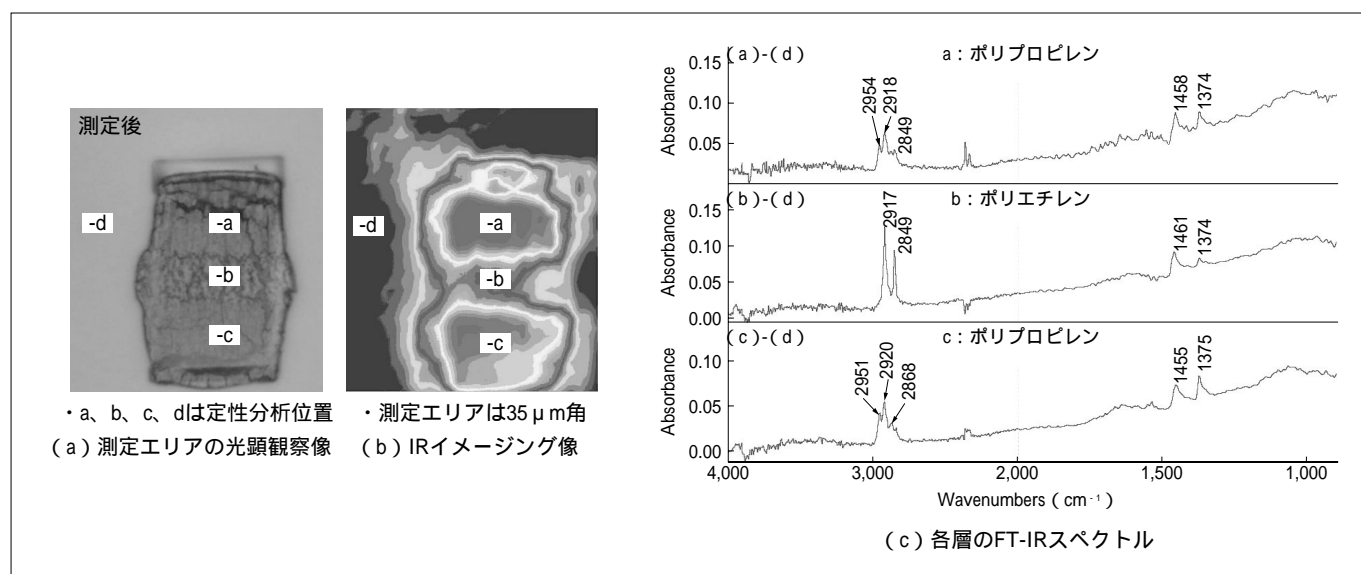 測定後
-d
-a
-b
-c
・a、b、c、dは定性分析位置
(a)測定エリアの光顕観察像
-d
-a
-b
-c
・測定エリアは35μm角
(b)IRイメージング像
(a)-(d) a:ポリプロピレン
0.15
0.10
0.05
Absorbance
2954
2918
2849
1458
1374
(b)-(d) b:ポリエチレン
0.15
0.10
0.05
0.00
Absorbance
2917
2849
1461
1374
(c)-(d) c:ポリプロピレン
0.10
0.05
0.00
Absorbance
2951
2920
2868
1455
1375
4,000 3,000 2,000 1,500 1,000
Wavenumbers(cm⁻¹)
(c)各層のFT-IRスペクトル